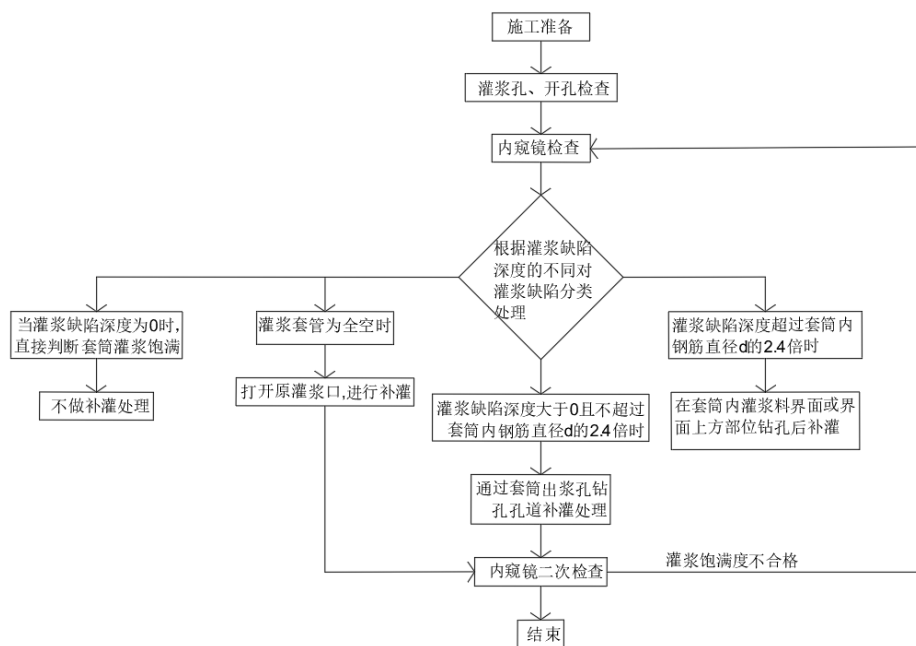 施工准备
灌浆孔、开孔检查
内窥镜检查
根据灌浆缺陷
深度的不同对
灌浆缺陷分类
处理
当灌浆缺陷深度为0时，
直接判断套筒灌浆饱满
不做补灌处理
灌浆套管为全空时
打开原灌浆口,进行补灌
灌浆缺陷深度大于0且不超过
套筒内钢筋直径d的2.4倍时
通过套筒出浆孔钻
孔孔道补灌处理
灌浆缺陷深度超过套筒内
钢筋直径d的2.4倍时
在套筒内灌浆料界面或界
面上方部位钻孔后补灌
内窥镜二次检查
灌浆饱满度不合格
结束